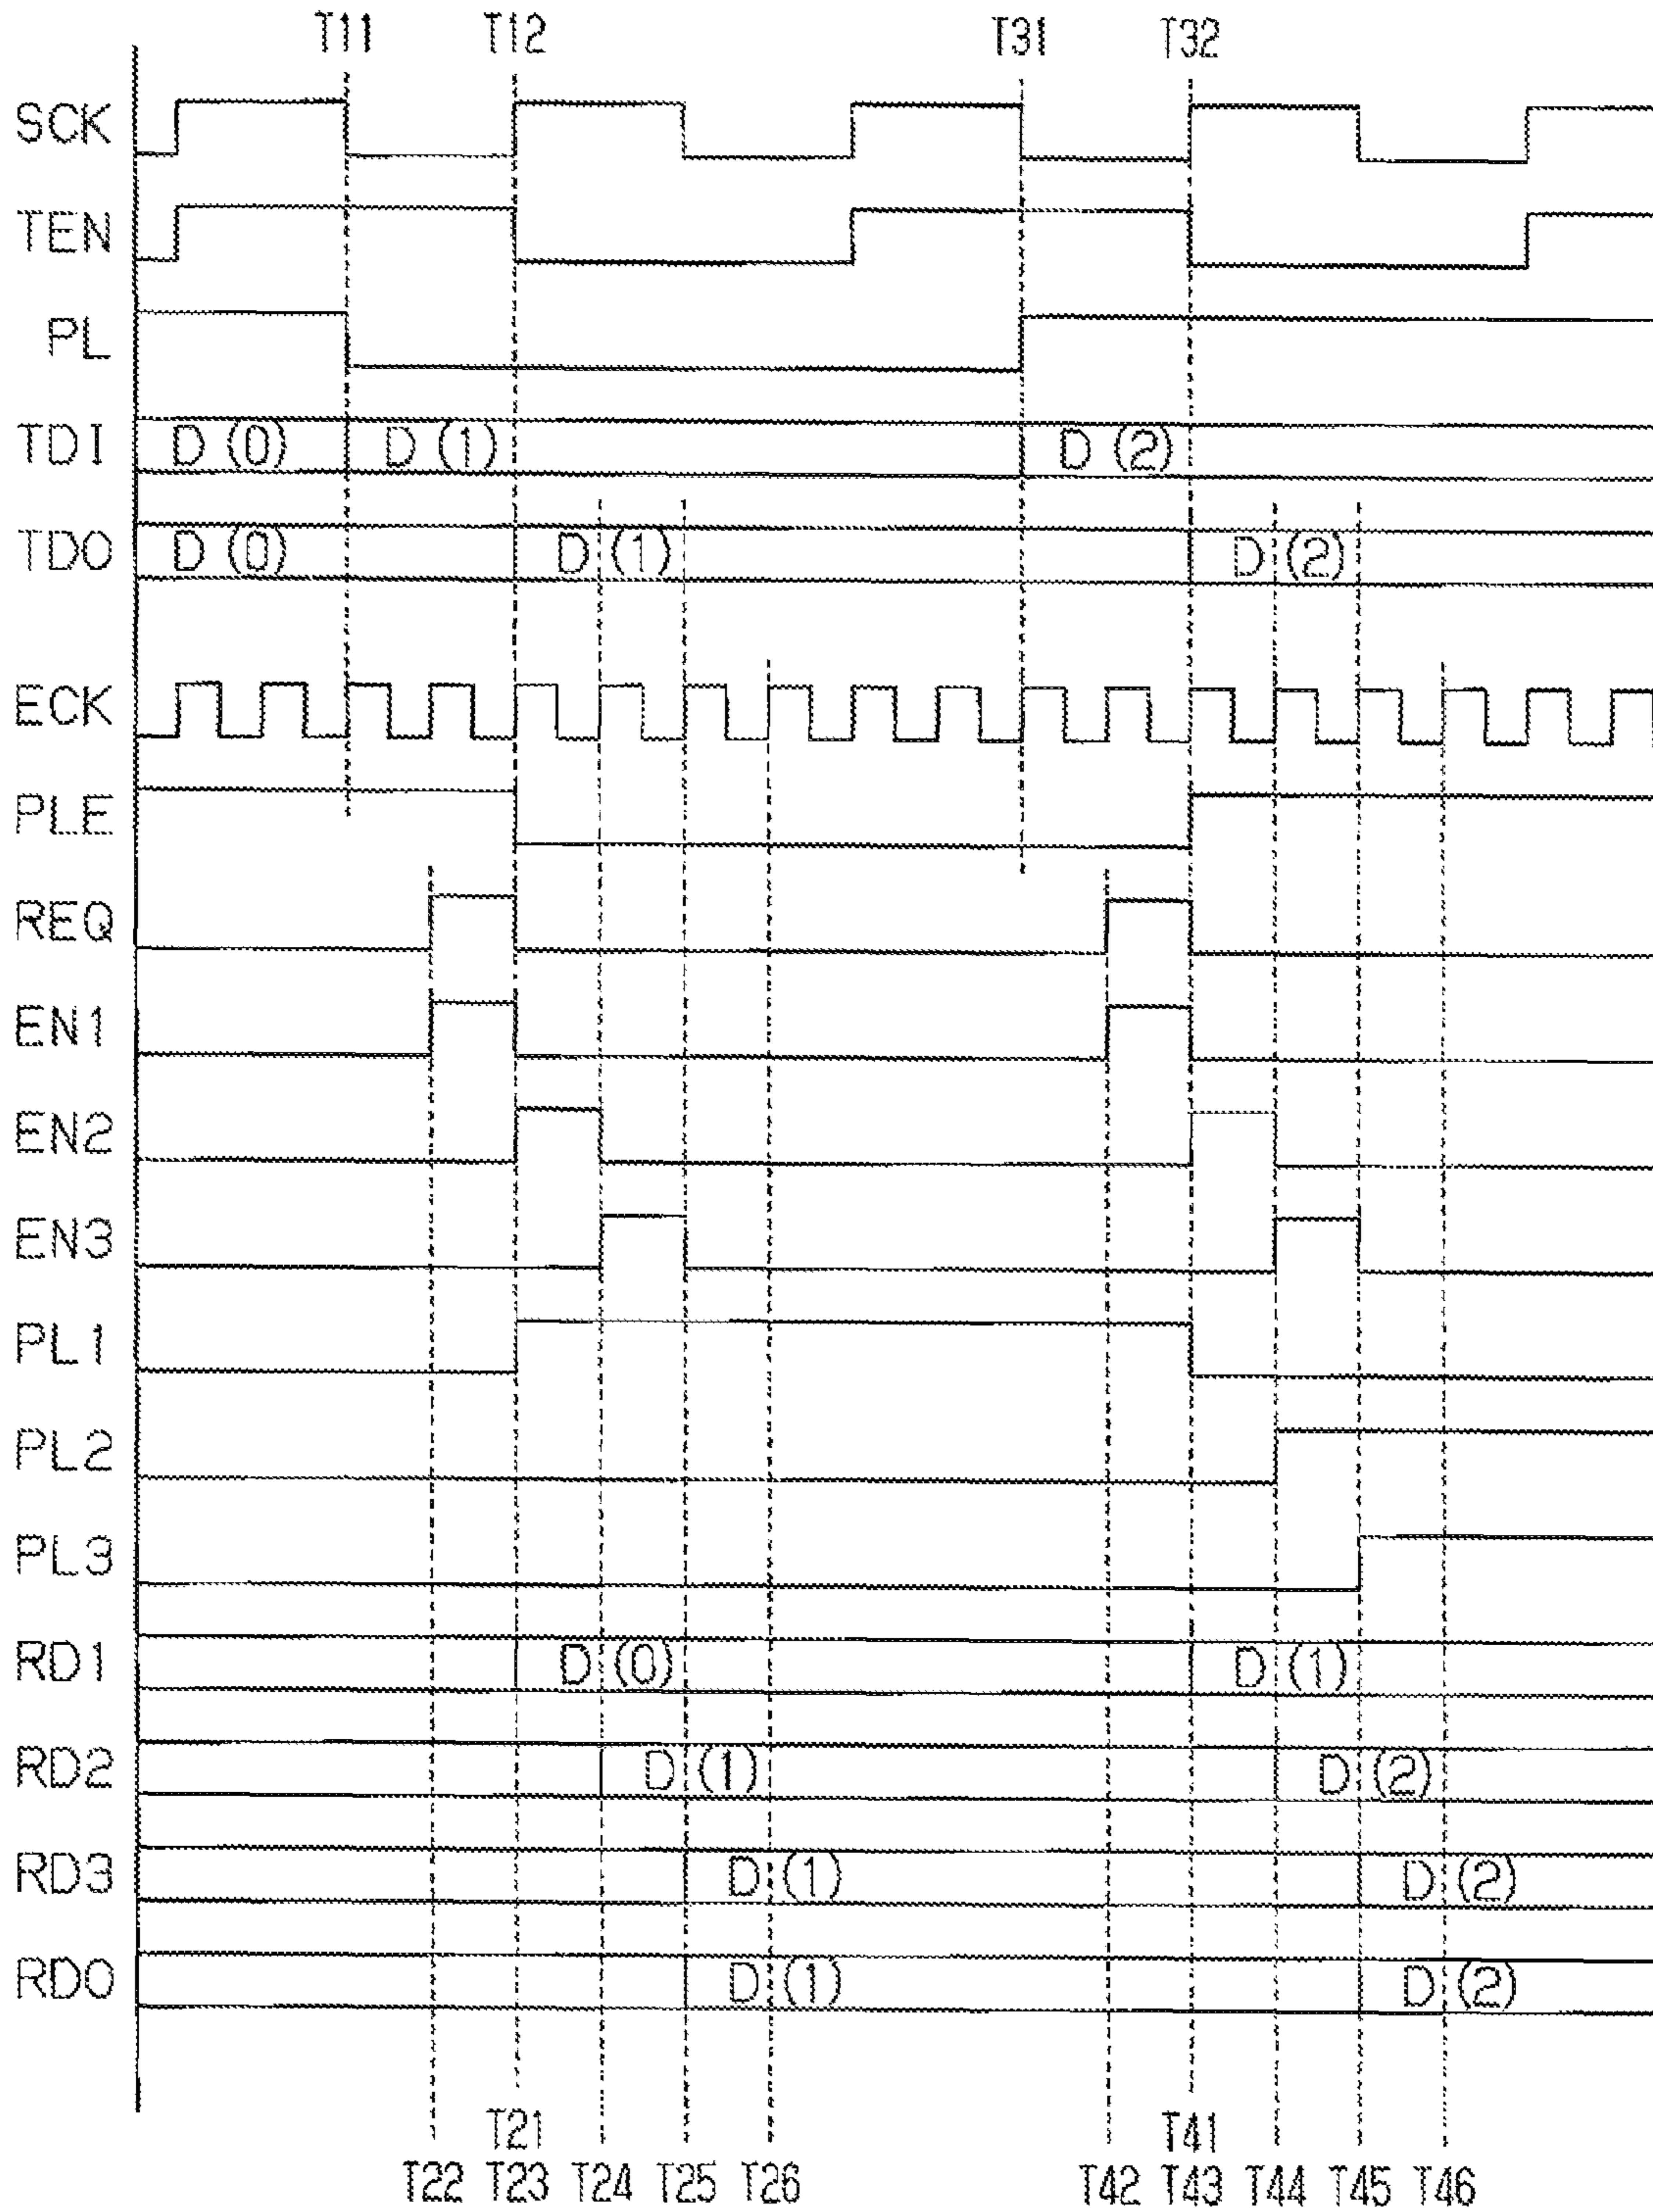 T11 T12 T31 T32
SCK
TEN
PL
TDI D(0) D(1) D(2)
TDO D(0) D(1) D(2)
ECK
PLE
REQ
EN1
EN2
EN3
PL1
PL2
PL3
RD1 D(0) D(1)
RD2 D(1) D(2)
RD3 D(1) D(2)
RDO D(1) D(2)
T21 T41
T22 T23 T24 T25 T26 T42 T43 T44 T45 T46